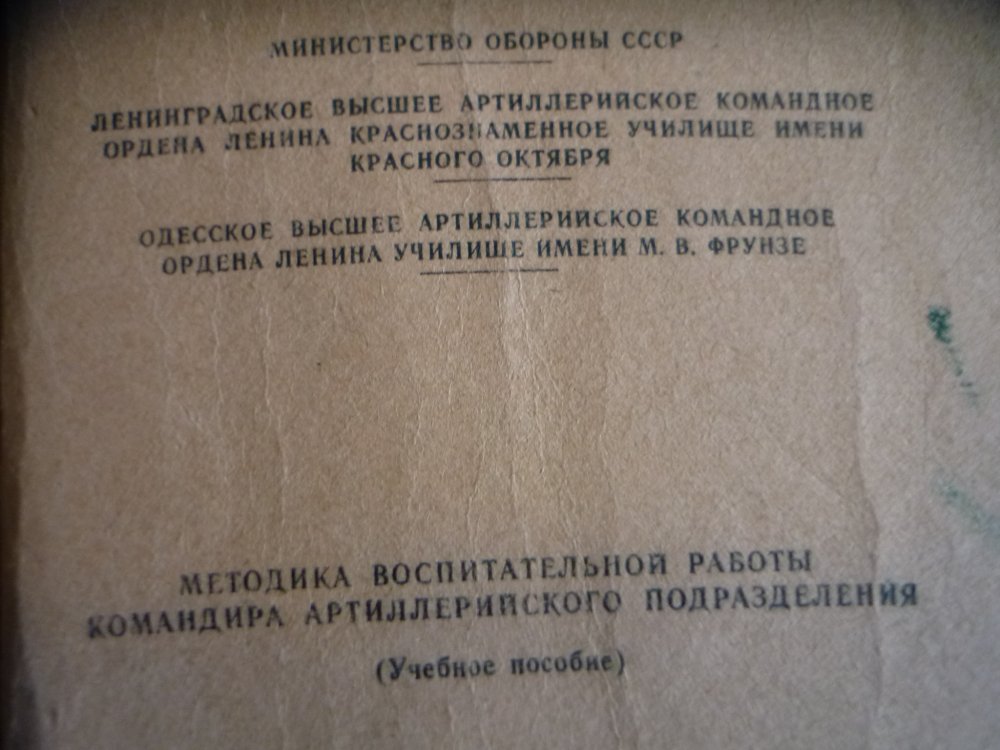 МИНИСТЕРСТВО ОБОРОНЫ СССР
ЛЕНИНГРАДСКОЕ ВЫСШЕЕ АРТИЛЛЕРИЙСКОЕ КОМАНДНОЕ
ОРДЕНА ЛЕНИНА КРАСНОЗНАМЕННОЕ УЧИЛИЩЕ ИМЕНИ
КРАСНОГО ОКТЯБРЯ
ОДЕССКОЕ ВЫСШЕЕ АРТИЛЛЕРИЙСКОЕ КОМАНДНОЕ
ОРДЕНА ЛЕНИНА УЧИЛИЩЕ ИМЕНИ М. В. ФРУНЗЕ
МЕТОДИКА ВОСПИТАТЕЛЬНОЙ РАБОТЫ
КОМАНДИРА АРТИЛЛЕРИЙСКОГО ПОДРАЗДЕЛЕНИЯ
(Учебное пособие)